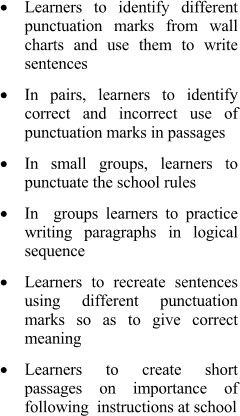 • Learners to identify different
punctuation marks from wall
charts and use them to write
sentences
• In pairs, learners to identify
correct and incorrect use of
punctuation marks in passages
• In small groups, learners to
punctuate the school rules
• In groups learners to practice
writing paragraphs in logical
sequence
• Learners to recreate sentences
using different punctuation
marks so as to give correct
meaning
• Learners to create short
passages on importance of
following instructions at school